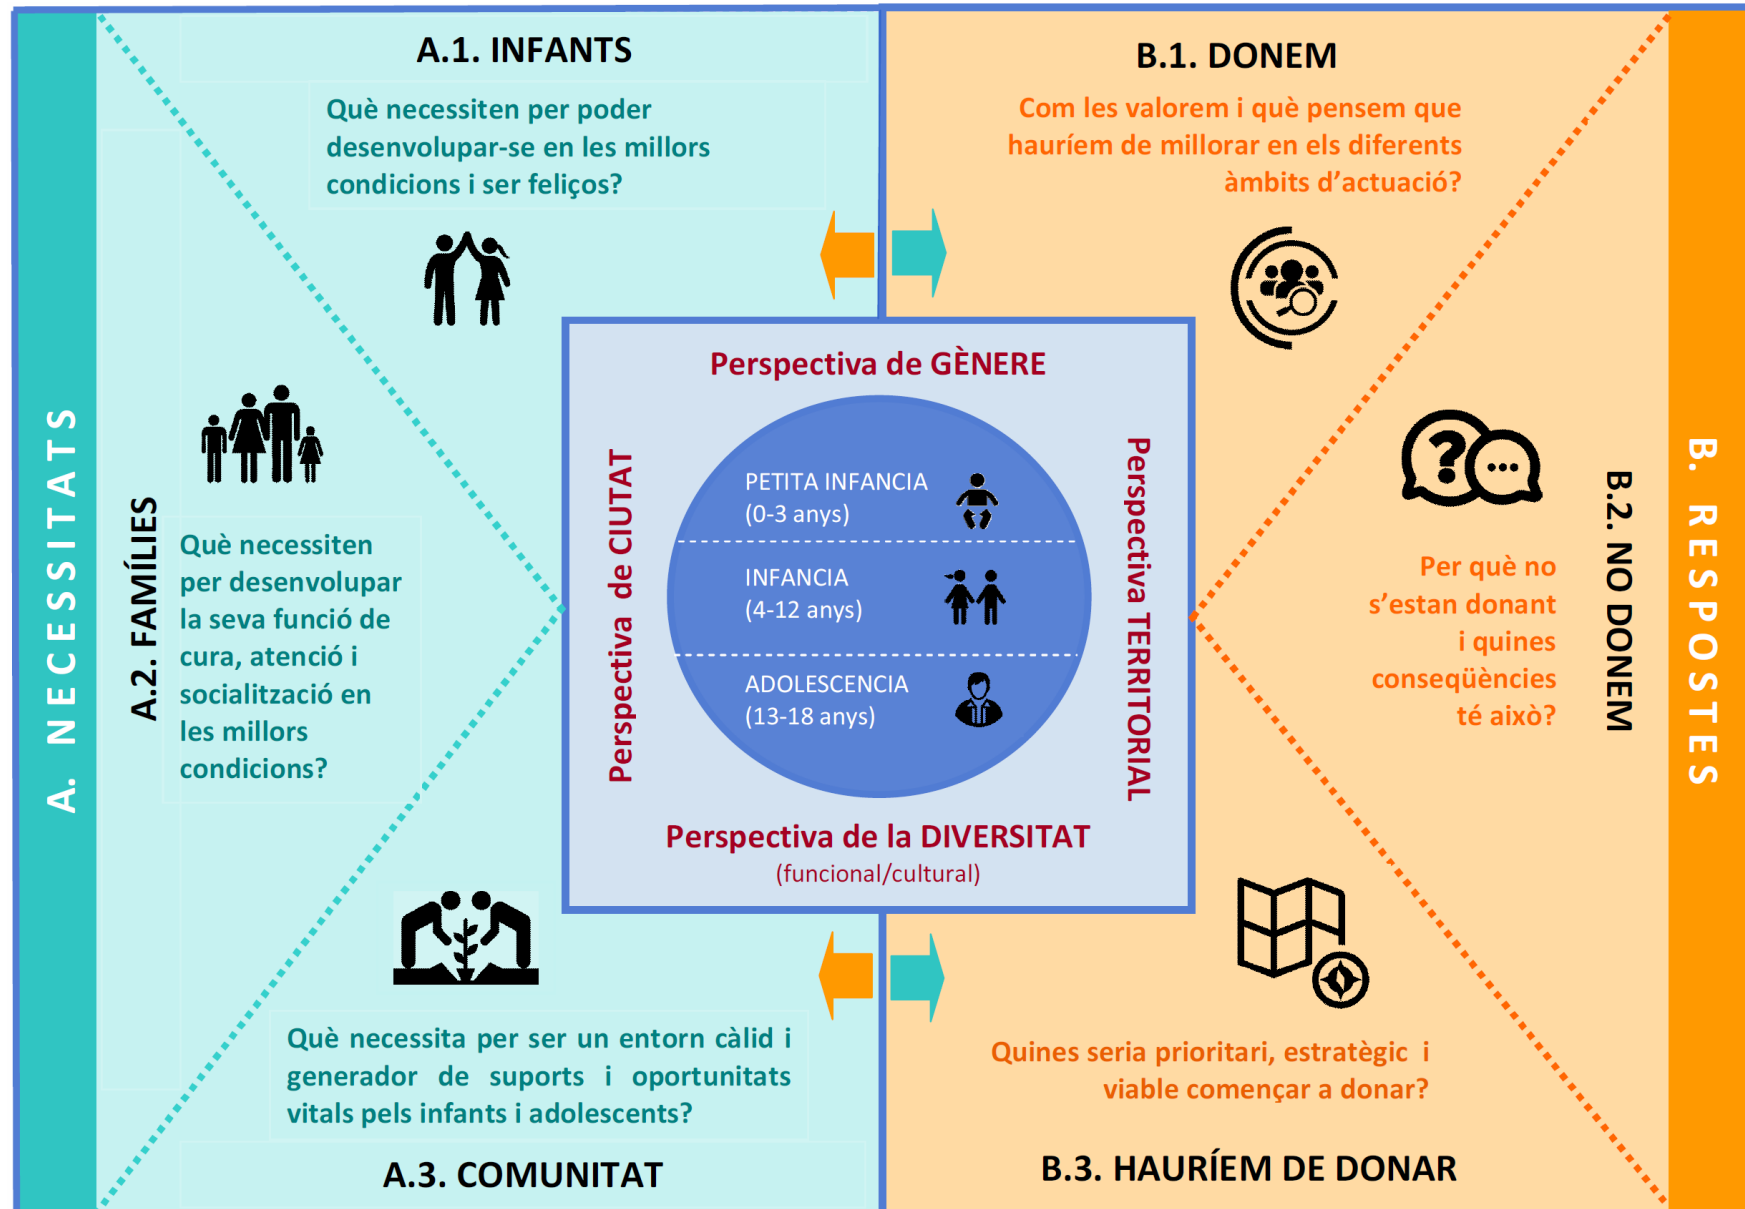 A. NECESSITATS
A.1. INFANTS
Què necessiten per poder
desenvolupar-se en les millors
condicions i ser feliços?
A.2. FAMÍLIES
Què necessiten
per desenvolupar
la seva funció de
cura, atenció i
socialització en
les millors
condicions?
Què necessita per ser un entorn càlid i
generador de suports i oportunitats
vitals pels infants i adolescents?
A.3. COMUNITAT
Perspectiva de GÈNERE
Perspectiva de CIUTAT
PETITA INFANCIA
(0-3 anys)
INFANCIA
(4-12 anys)
ADOLESCENCIA
(13-18 anys)
Perspectiva TERRITORIAL
Perspectiva de la DIVERSITAT
(funcional/cultural)
B.1. DONEM
Com les valorem i què pensem que
hauríem de millorar en els diferents
àmbits d'actuació?
?
...
Per què no
s'estan donant
i quines
conseqüències
té això?
B.2. NO DONEM
Quines seria prioritari, estratègic i
viable començar a donar?
B.3. HAURÍEM DE DONAR
B. RESPOSTES